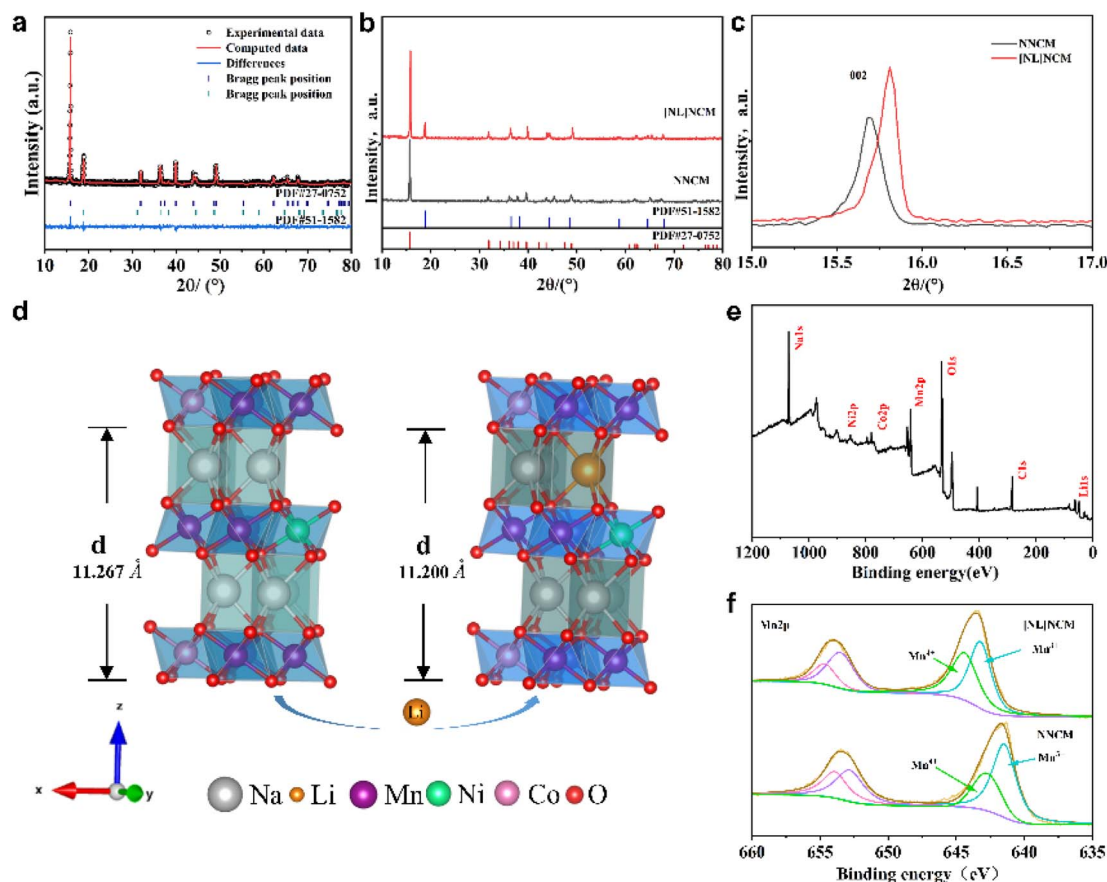 a
Experimental data
Computed data
Differences
Bragg peak position
Bragg peak position
PDF#27-0752
PDF#51-1582
Intensity (a.u.)
10 20 30 40 50 60 70 80
2θ/ (°)
b
[NL]NCM
NNCM
PDF#51-1582
PDF#27-0752
Intensity, a.u.
10 20 30 40 50 60 70 80
2θ/(°)
c
NNCM
[NL]NCM
002
Intensity, a.u.
15.0 15.5 16.0 16.5 17.0
2θ/(°)
d
d
11.267 Å
d
11.200 Å
Li
z
x
y
Na Li Mn Ni Co O
e
Na1s
Ni2p
Co2p
Mn2p
O1s
C1s
Li1s
1200 1000 800 600 400 200 0
Binding energy(eV)
f
Mn2p
[NL]NCM
Mn4+
NNCM
660 655 650 645 640 635
Binding energy (eV)